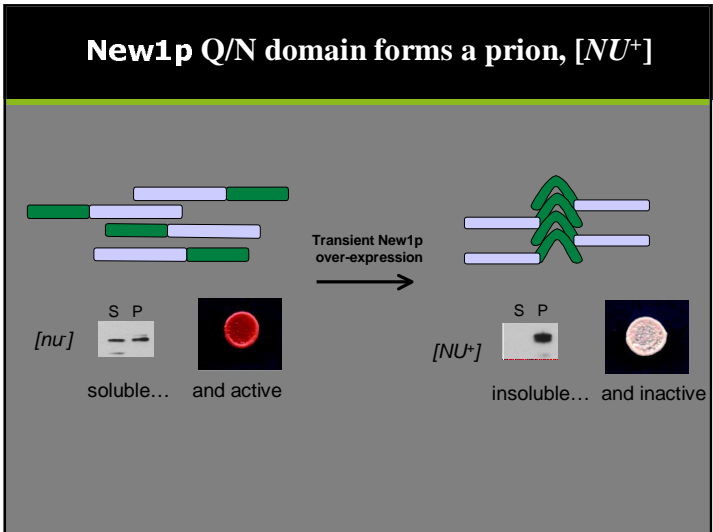 New1p Q/N domain forms a prion, [NU+]
Transient New1p
over-expression
S P
[nu-]
soluble… and active
S P
[NU+]
insoluble… and inactive